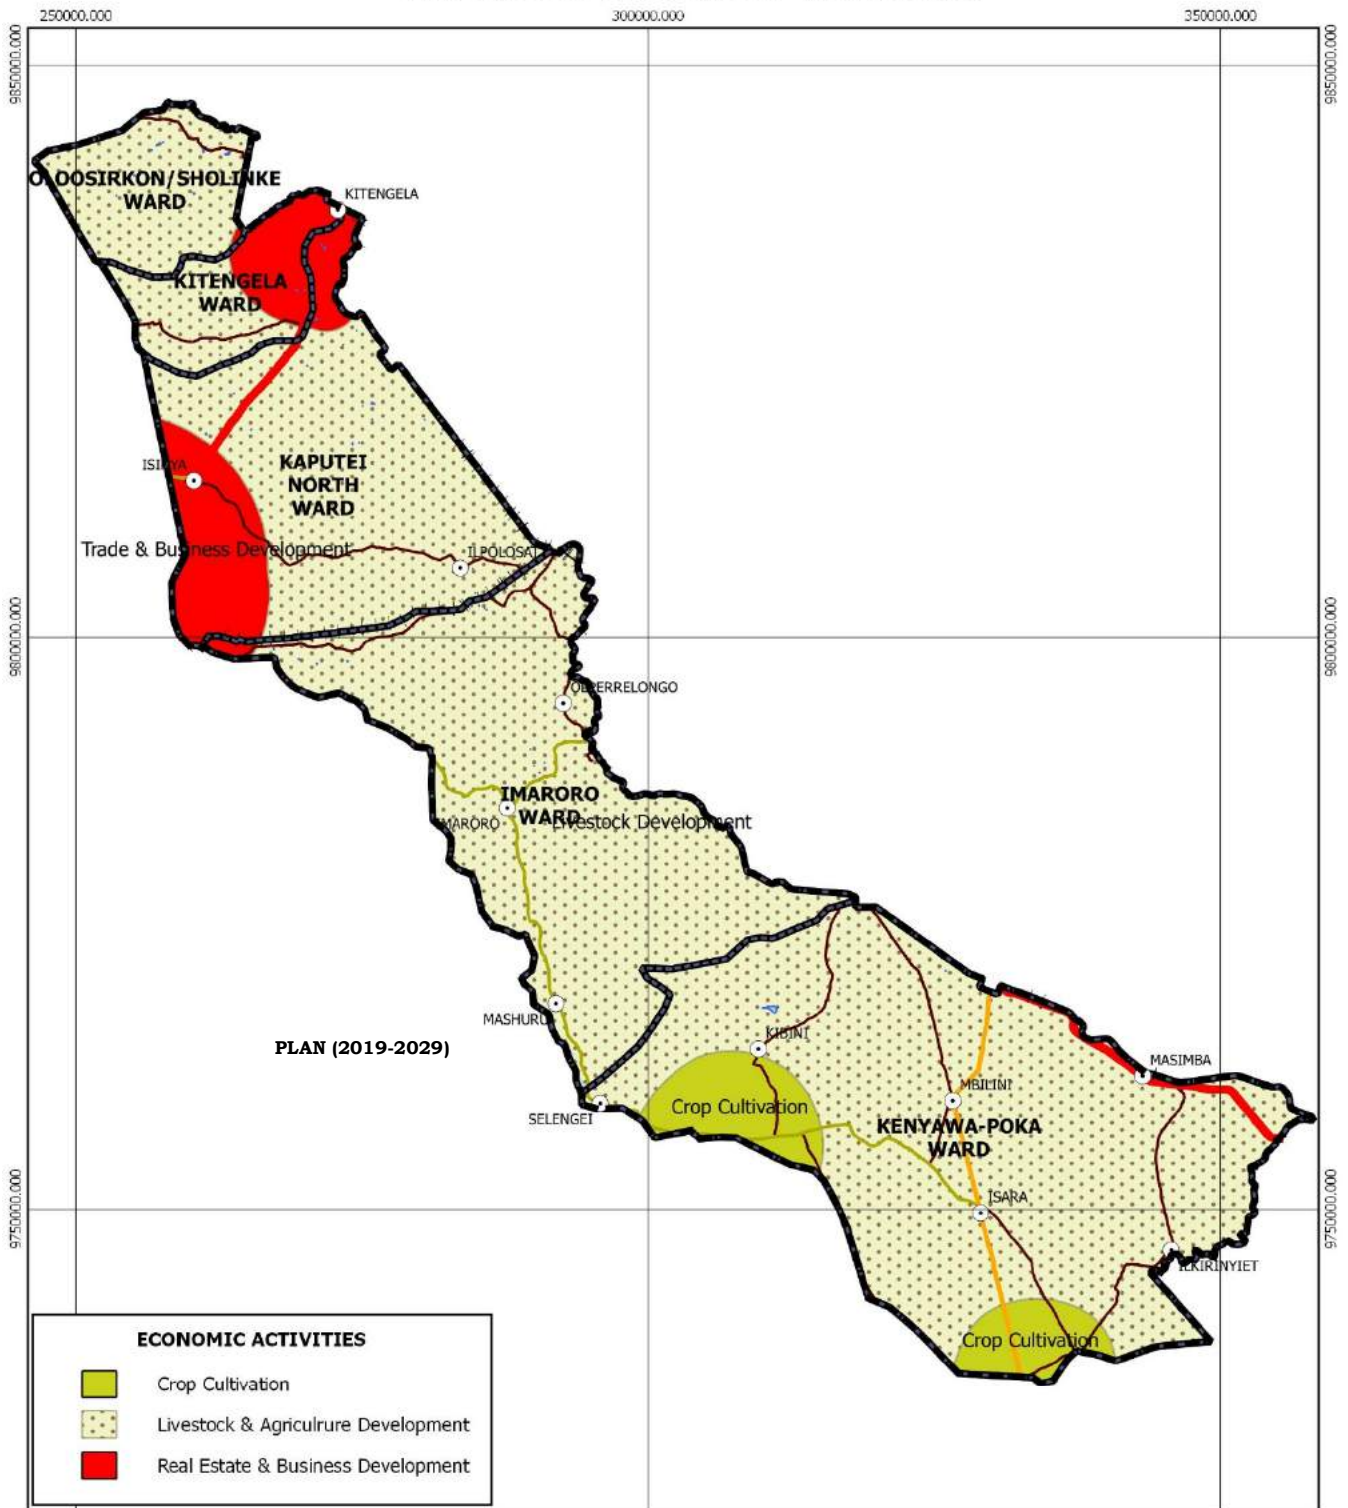 250000.000
300000.000
350000.000
9850000.000
9850000.000
OLOOSIRKON/SHOLINKE
WARD
KITENGELA
KITENGELA
WARD
KAPUTEI
NORTH
WARD
ISINYA
Trade & Business Development
ILPOLOSAT
9800000.000
9800000.000
OLPERRELONGO
IMARORO
WARD
IMARORO
Livestock Development
MASHURU
PLAN (2019-2029)
KIBINI
MASIMBA
MBILINI
SELENGEI
Crop Cultivation
KENYAWA-POKA
WARD
ISARA
9750000.000
9750000.000
ILKIRINYIET
Crop Cultivation
ECONOMIC ACTIVITIES
Crop Cultivation
Livestock & Agriculrure Development
Real Estate & Business Development